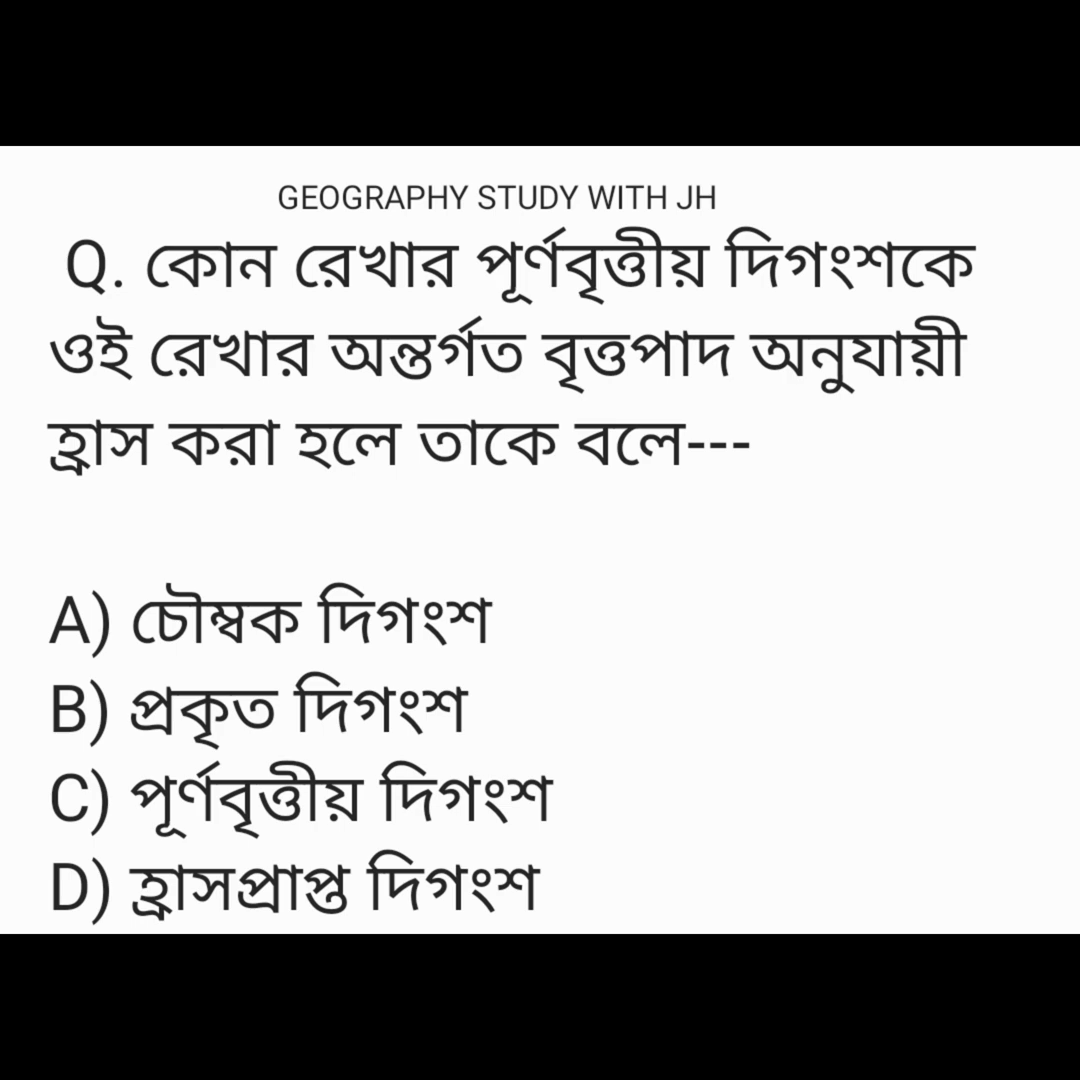 GEOGRAPHY STUDY WITH JH
Q. কোন রেখার পূর্ণবৃত্তীয় দিগংশকে
ওই রেখার অন্তর্গত বৃত্তপাদ অনুযায়ী
হ্রাস করা হলে তাকে বলে---
A) চৌম্বক দিগংশ
B) প্রকৃত দিগংশ
C) পূর্ণবৃত্তীয় দিগংশ
D) হ্রাসপ্রাপ্ত দিগংশ